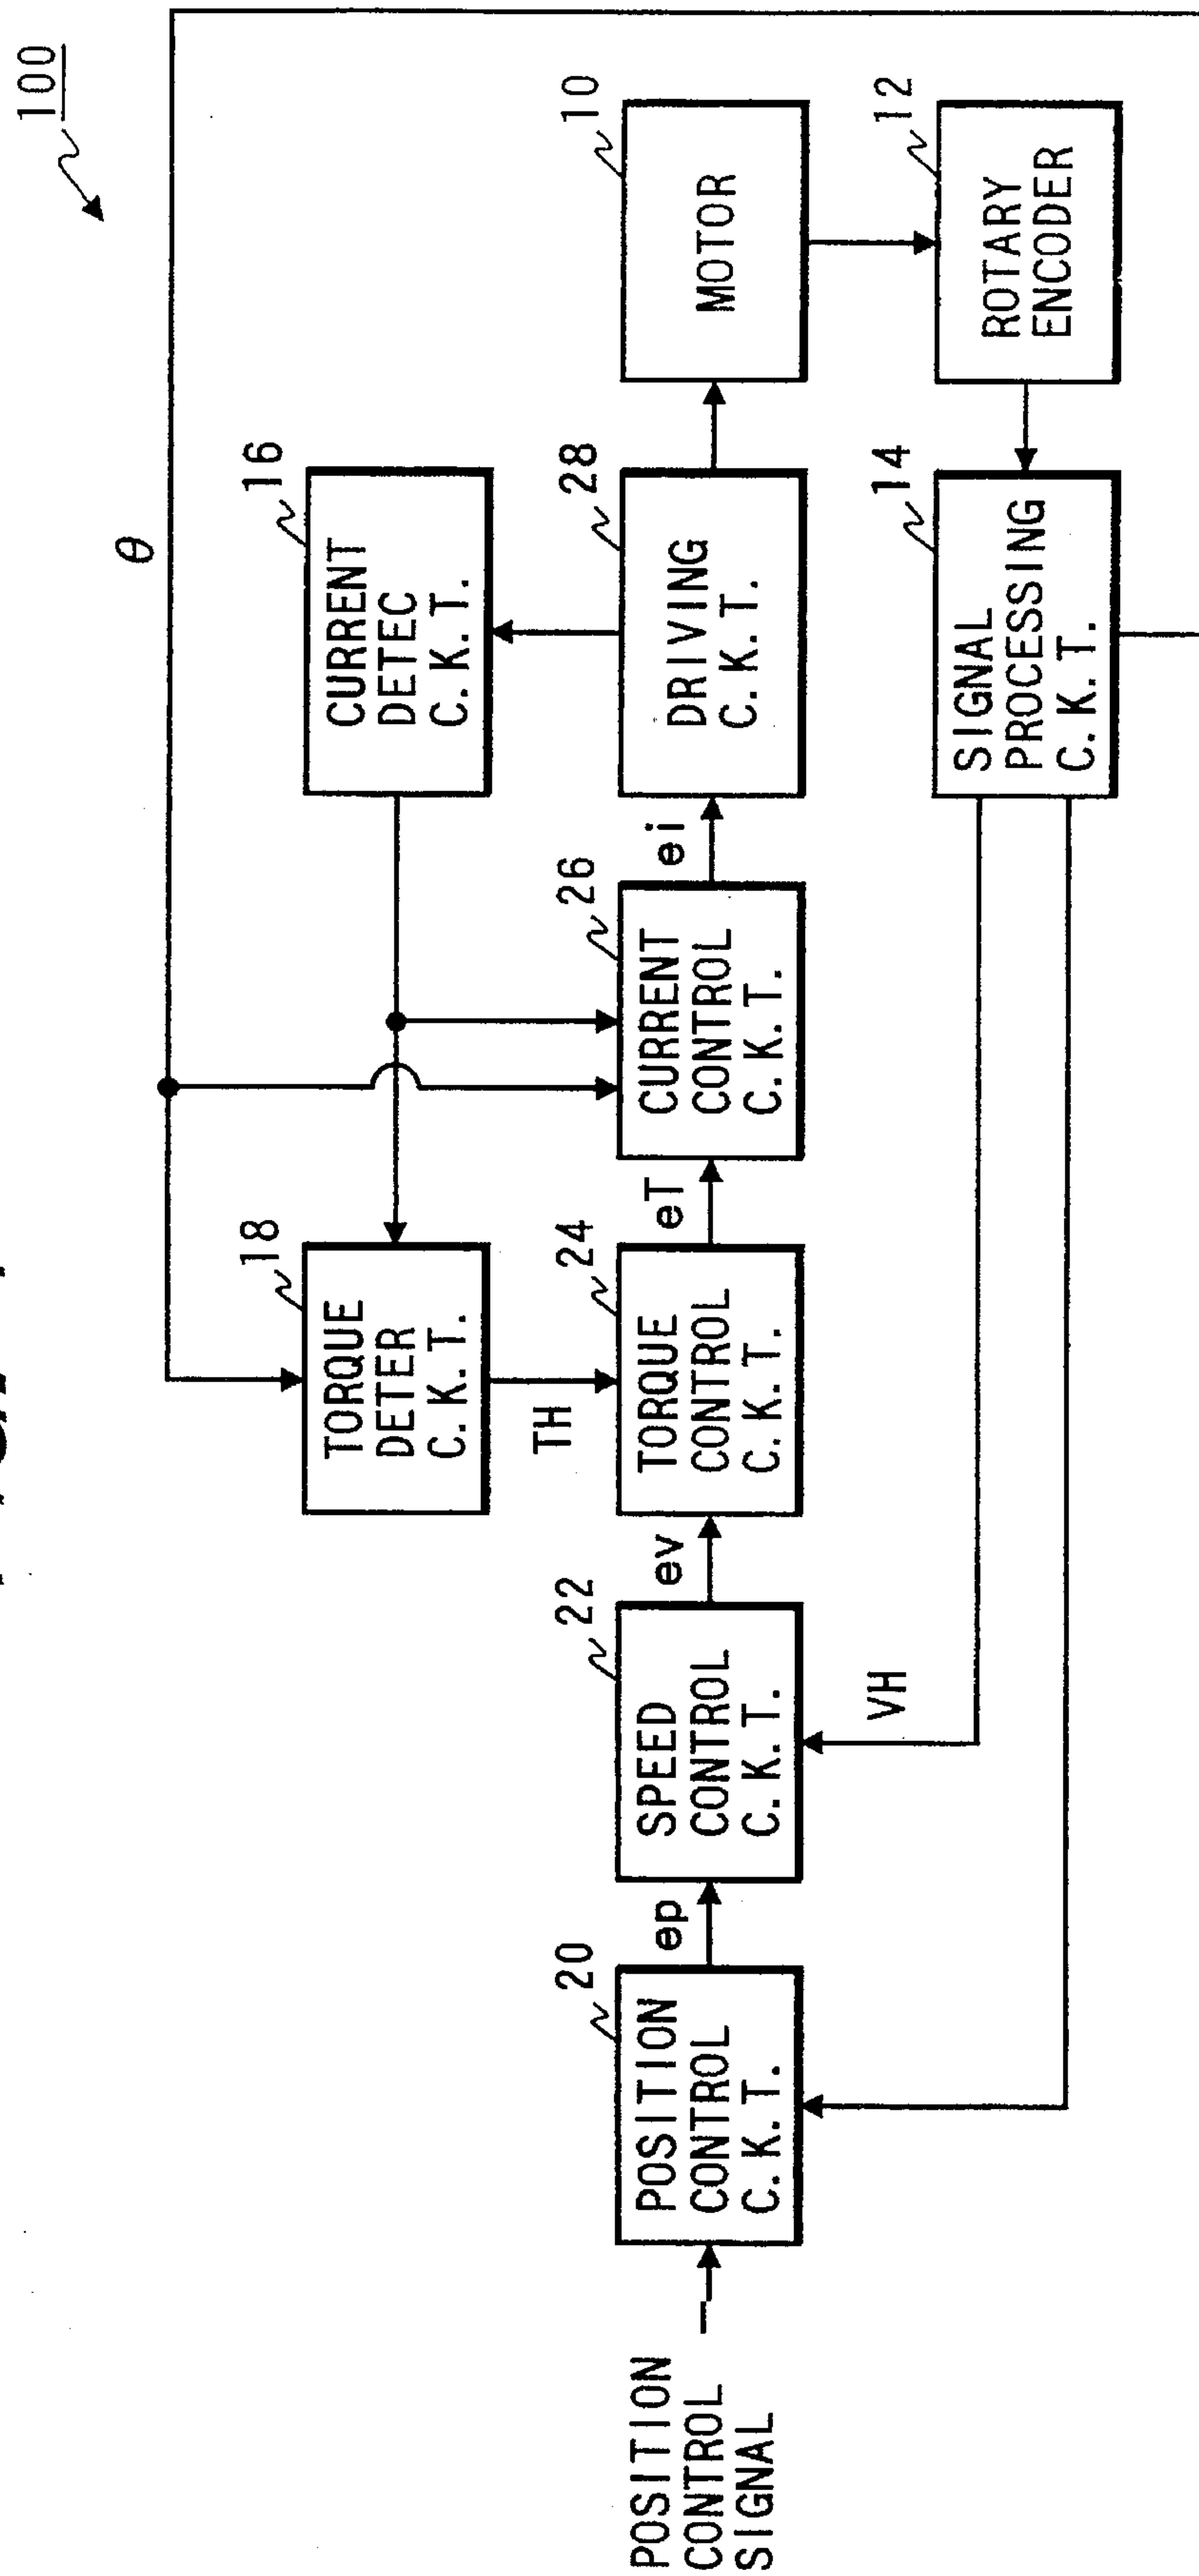 100
θ
16
CURRENT
DETEC
C. K. T.
18
TORQUE
DETER
C. K. T.
TH
POSITION
CONTROL
SIGNAL
20
POSITION
CONTROL
C. K. T.
ep
22
SPEED
CONTROL
C. K. T.
ev
24
TORQUE
CONTROL
C. K. T.
eT
26
CURRENT
CONTROL
C. K. T.
ei
28
DRIVING
C. K. T.
10
MOTOR
VH
14
SIGNAL
PROCESSING
C. K. T.
12
ROTARY
ENCODER